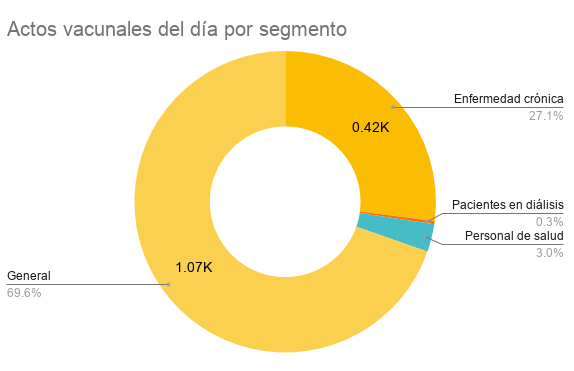 Actos vacunales del día por segmento
Enfermedad crónica
27.1%
0.42K
Pacientes en diálisis
0.3%
Personal de salud
3.0%
1.07K
General
69.6%